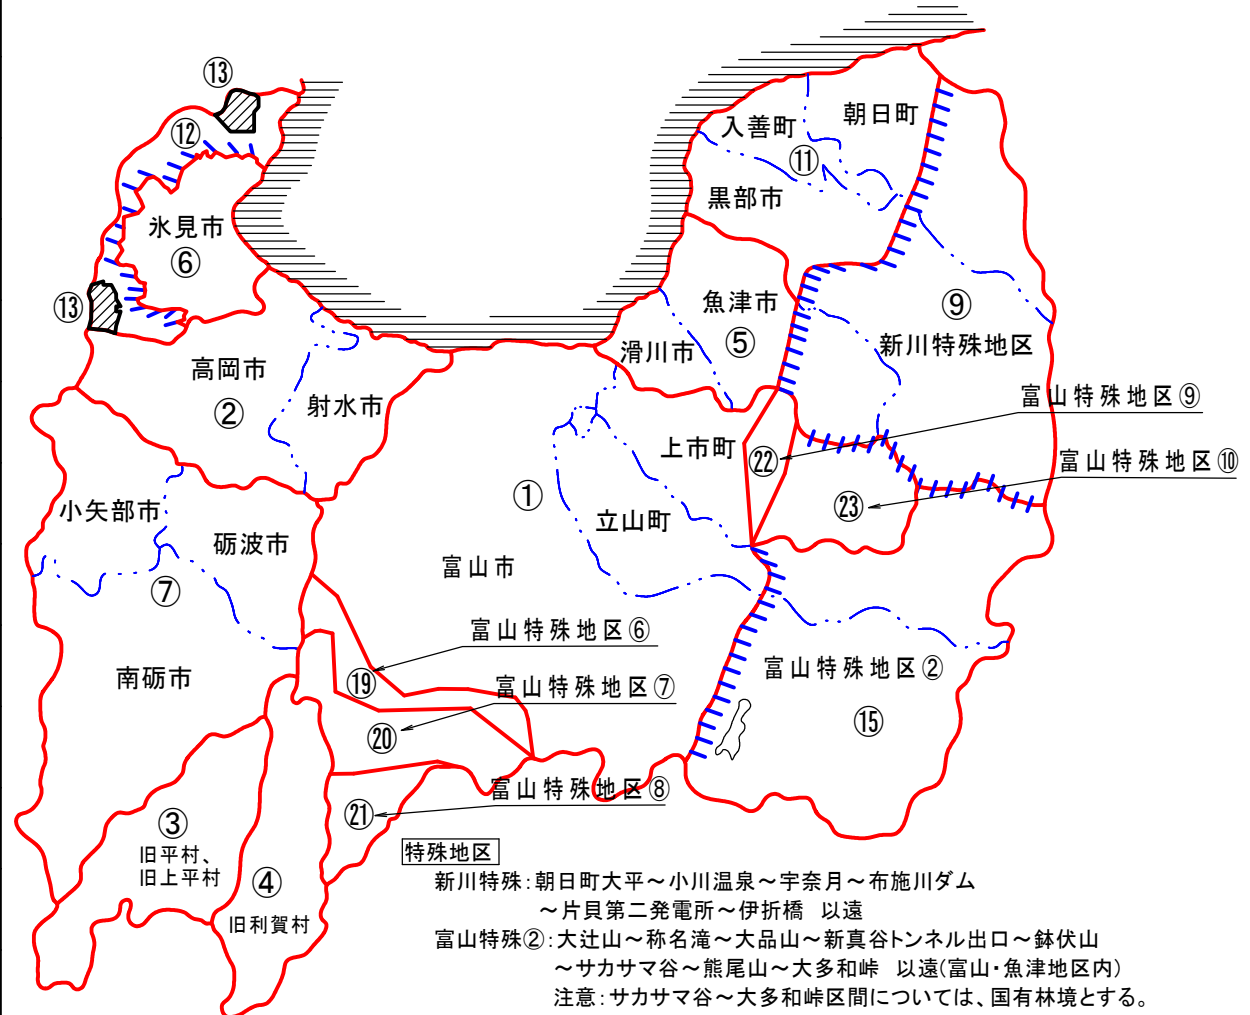 ⑬
⑫
氷見市
⑥
⑬
入善町
朝日町
⑪
黒部市
魚津市
⑤
滑川市
⑨
新川特殊地区
高岡市
②
射水市
富山特殊地区⑨
上市町
㉒
富山特殊地区⑩
㉓
小矢部市
砺波市
①
立山町
富山市
⑦
富山特殊地区⑥
南砺市
⑲
富山特殊地区⑦
⑳
富山特殊地区②
⑮
富山特殊地区⑧
㉑
③
旧平村、
旧上平村
④
旧利賀村
特殊地区
新川特殊:朝日町大平～小川温泉～宇奈月～布施川ダム
～片貝第二発電所～伊折橋 以遠
富山特殊②:大辻山～称名滝～大品山～新真谷トンネル出口～鉢伏山
～サカサマ谷～熊尾山～大多和峠 以遠(富山・魚津地区内)
注意:サカサマ谷～大多和峠区間については、国有林境とする。